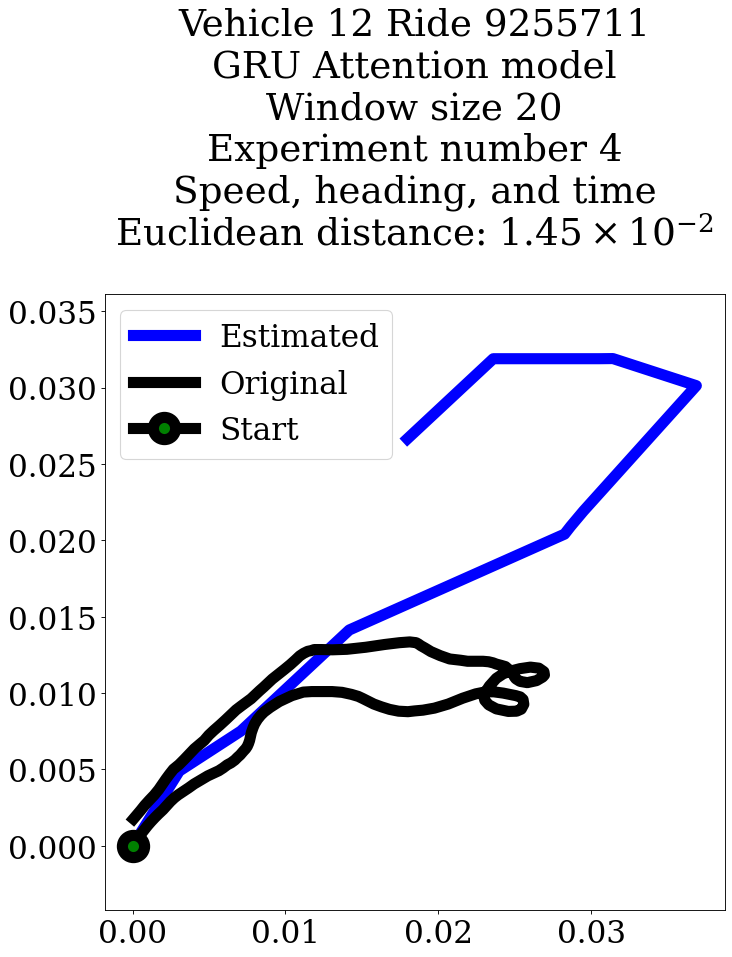 Vehicle 12 Ride 9255711
GRU Attention model
Window size 20
Experiment number 4
Speed, heading, and time
Euclidean distance: 1.45 × 10⁻²
0.035
0.030
0.025
0.020
0.015
0.010
0.005
0.000
Estimated
Original
Start
0.00 0.01 0.02 0.03